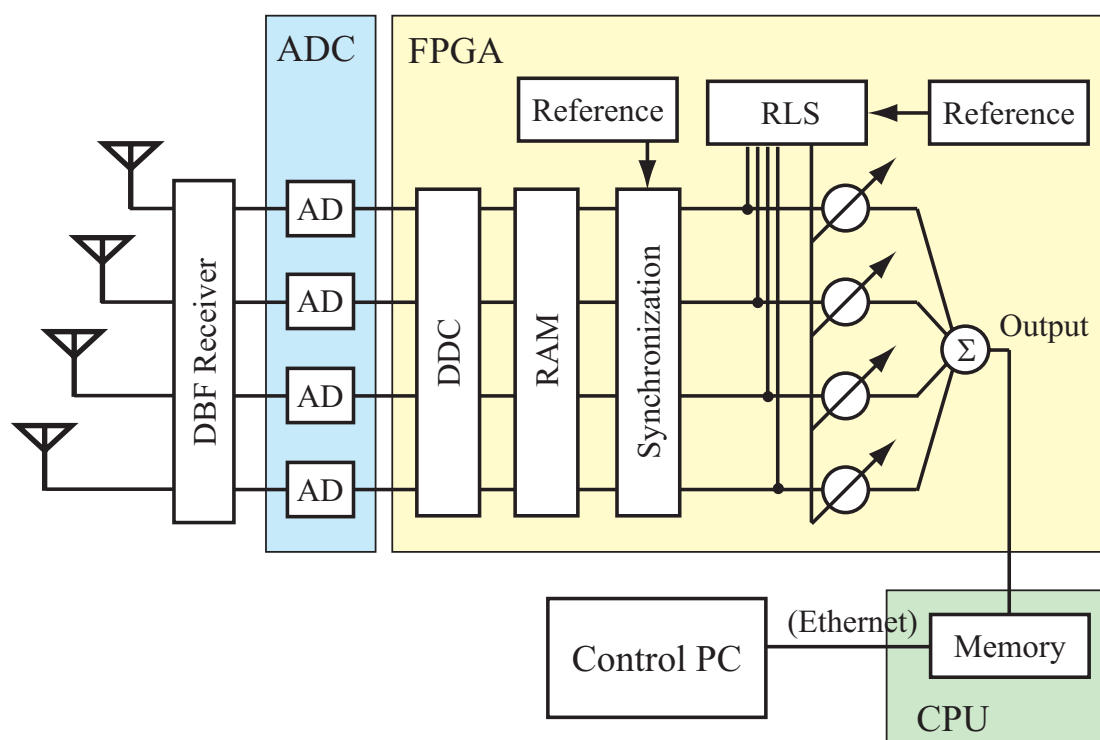 ADC
FPGA
Reference
RLS
Reference
DBF Receiver
AD
AD
AD
AD
DDC
RAM
Synchronization
Output
Σ
Control PC
(Ethernet)
Memory
CPU